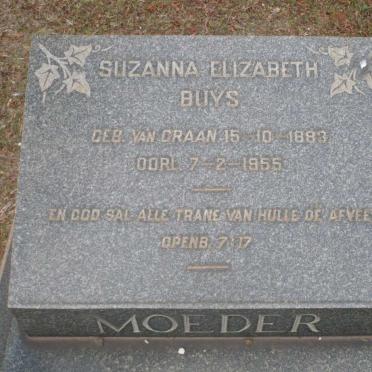 SUZANNA ELIZABETH
BUYS
GEB. VAN GRAAN 15-10-1883
OORL. 7-2-1955
EN GOD SAL ALLE TRANE VAN HULLE OË AFVEE
OPENB. 7:17
MOEDER